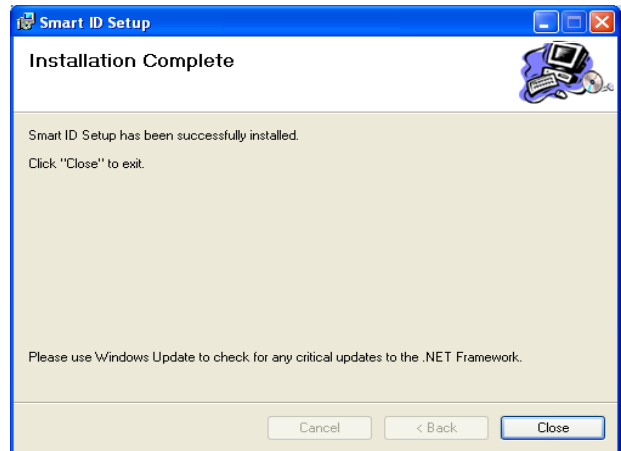 Smart ID Setup
Installation Complete
Smart ID Setup has been successfully installed.
Click "Close" to exit.
Please use Windows Update to check for any critical updates to the .NET Framework.
Cancel
< Back
Close